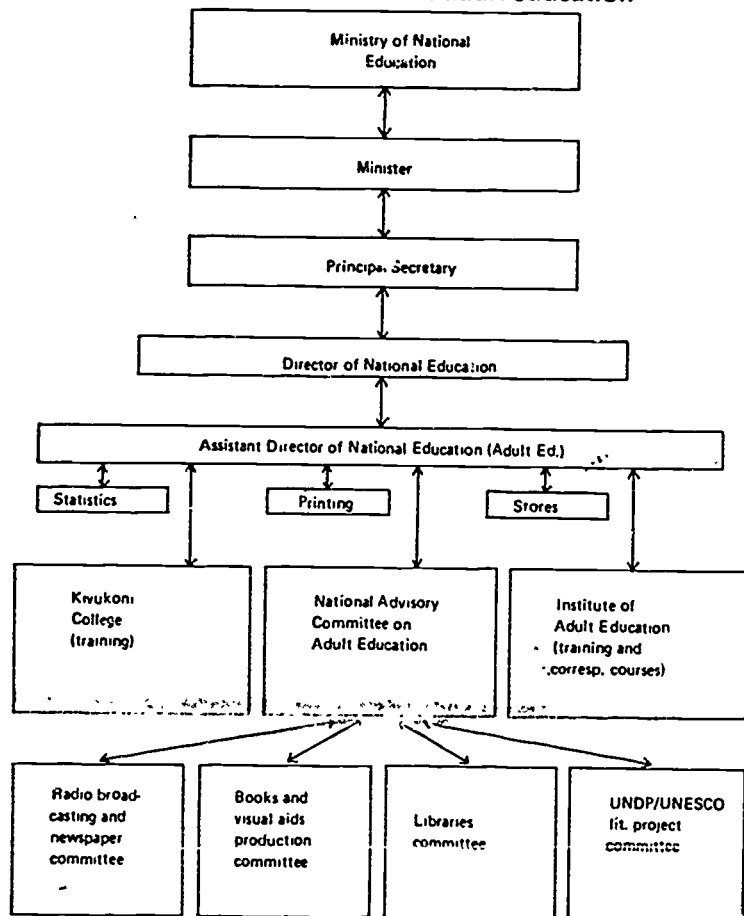 education
Ministry of National
Education
Minister
Principal Secretary
Director of National Education
Assistant Director of National Education (Adult Ed.)
Statistics
Printing
Stores
Kivukoni
College
(training)
National Advisory
Committee on
Adult Education
Institute of
Adult Education
(training and
corresp. courses)
Radio broad-
casting and
newspaper
committee
Books and
visual aids
production
committee
Libraries
committee
UNDP/UNESCO
lit. project
committee